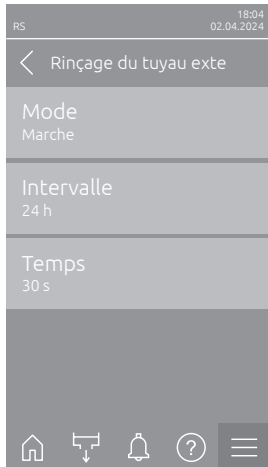 18:04
RS 02.04.2024
Rinçage du tuyau exte
Mode
Marche
Intervalle
24 h
Temps
30 s
?